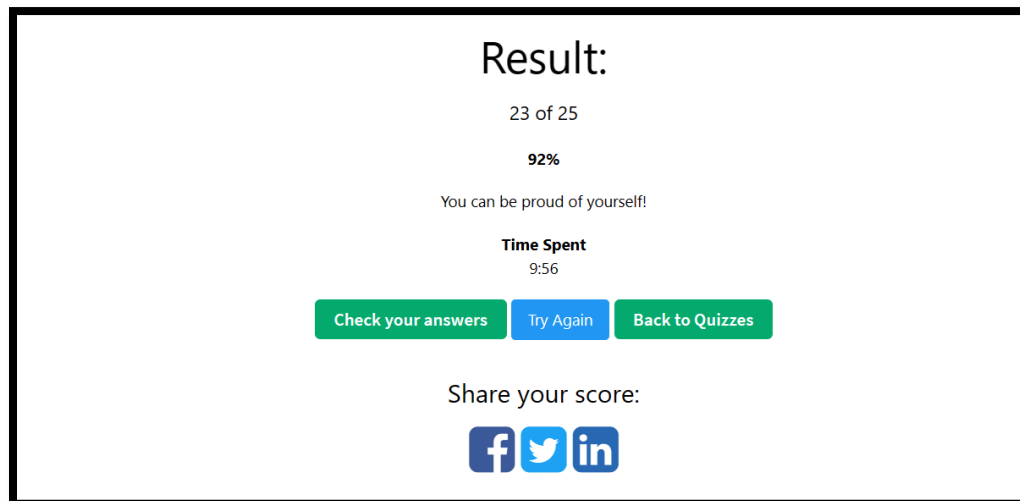 Result:
23 of 25
92%
You can be proud of yourself!
Time Spent
9:56
Check your answers Try Again Back to Quizzes
Share your score:
f in